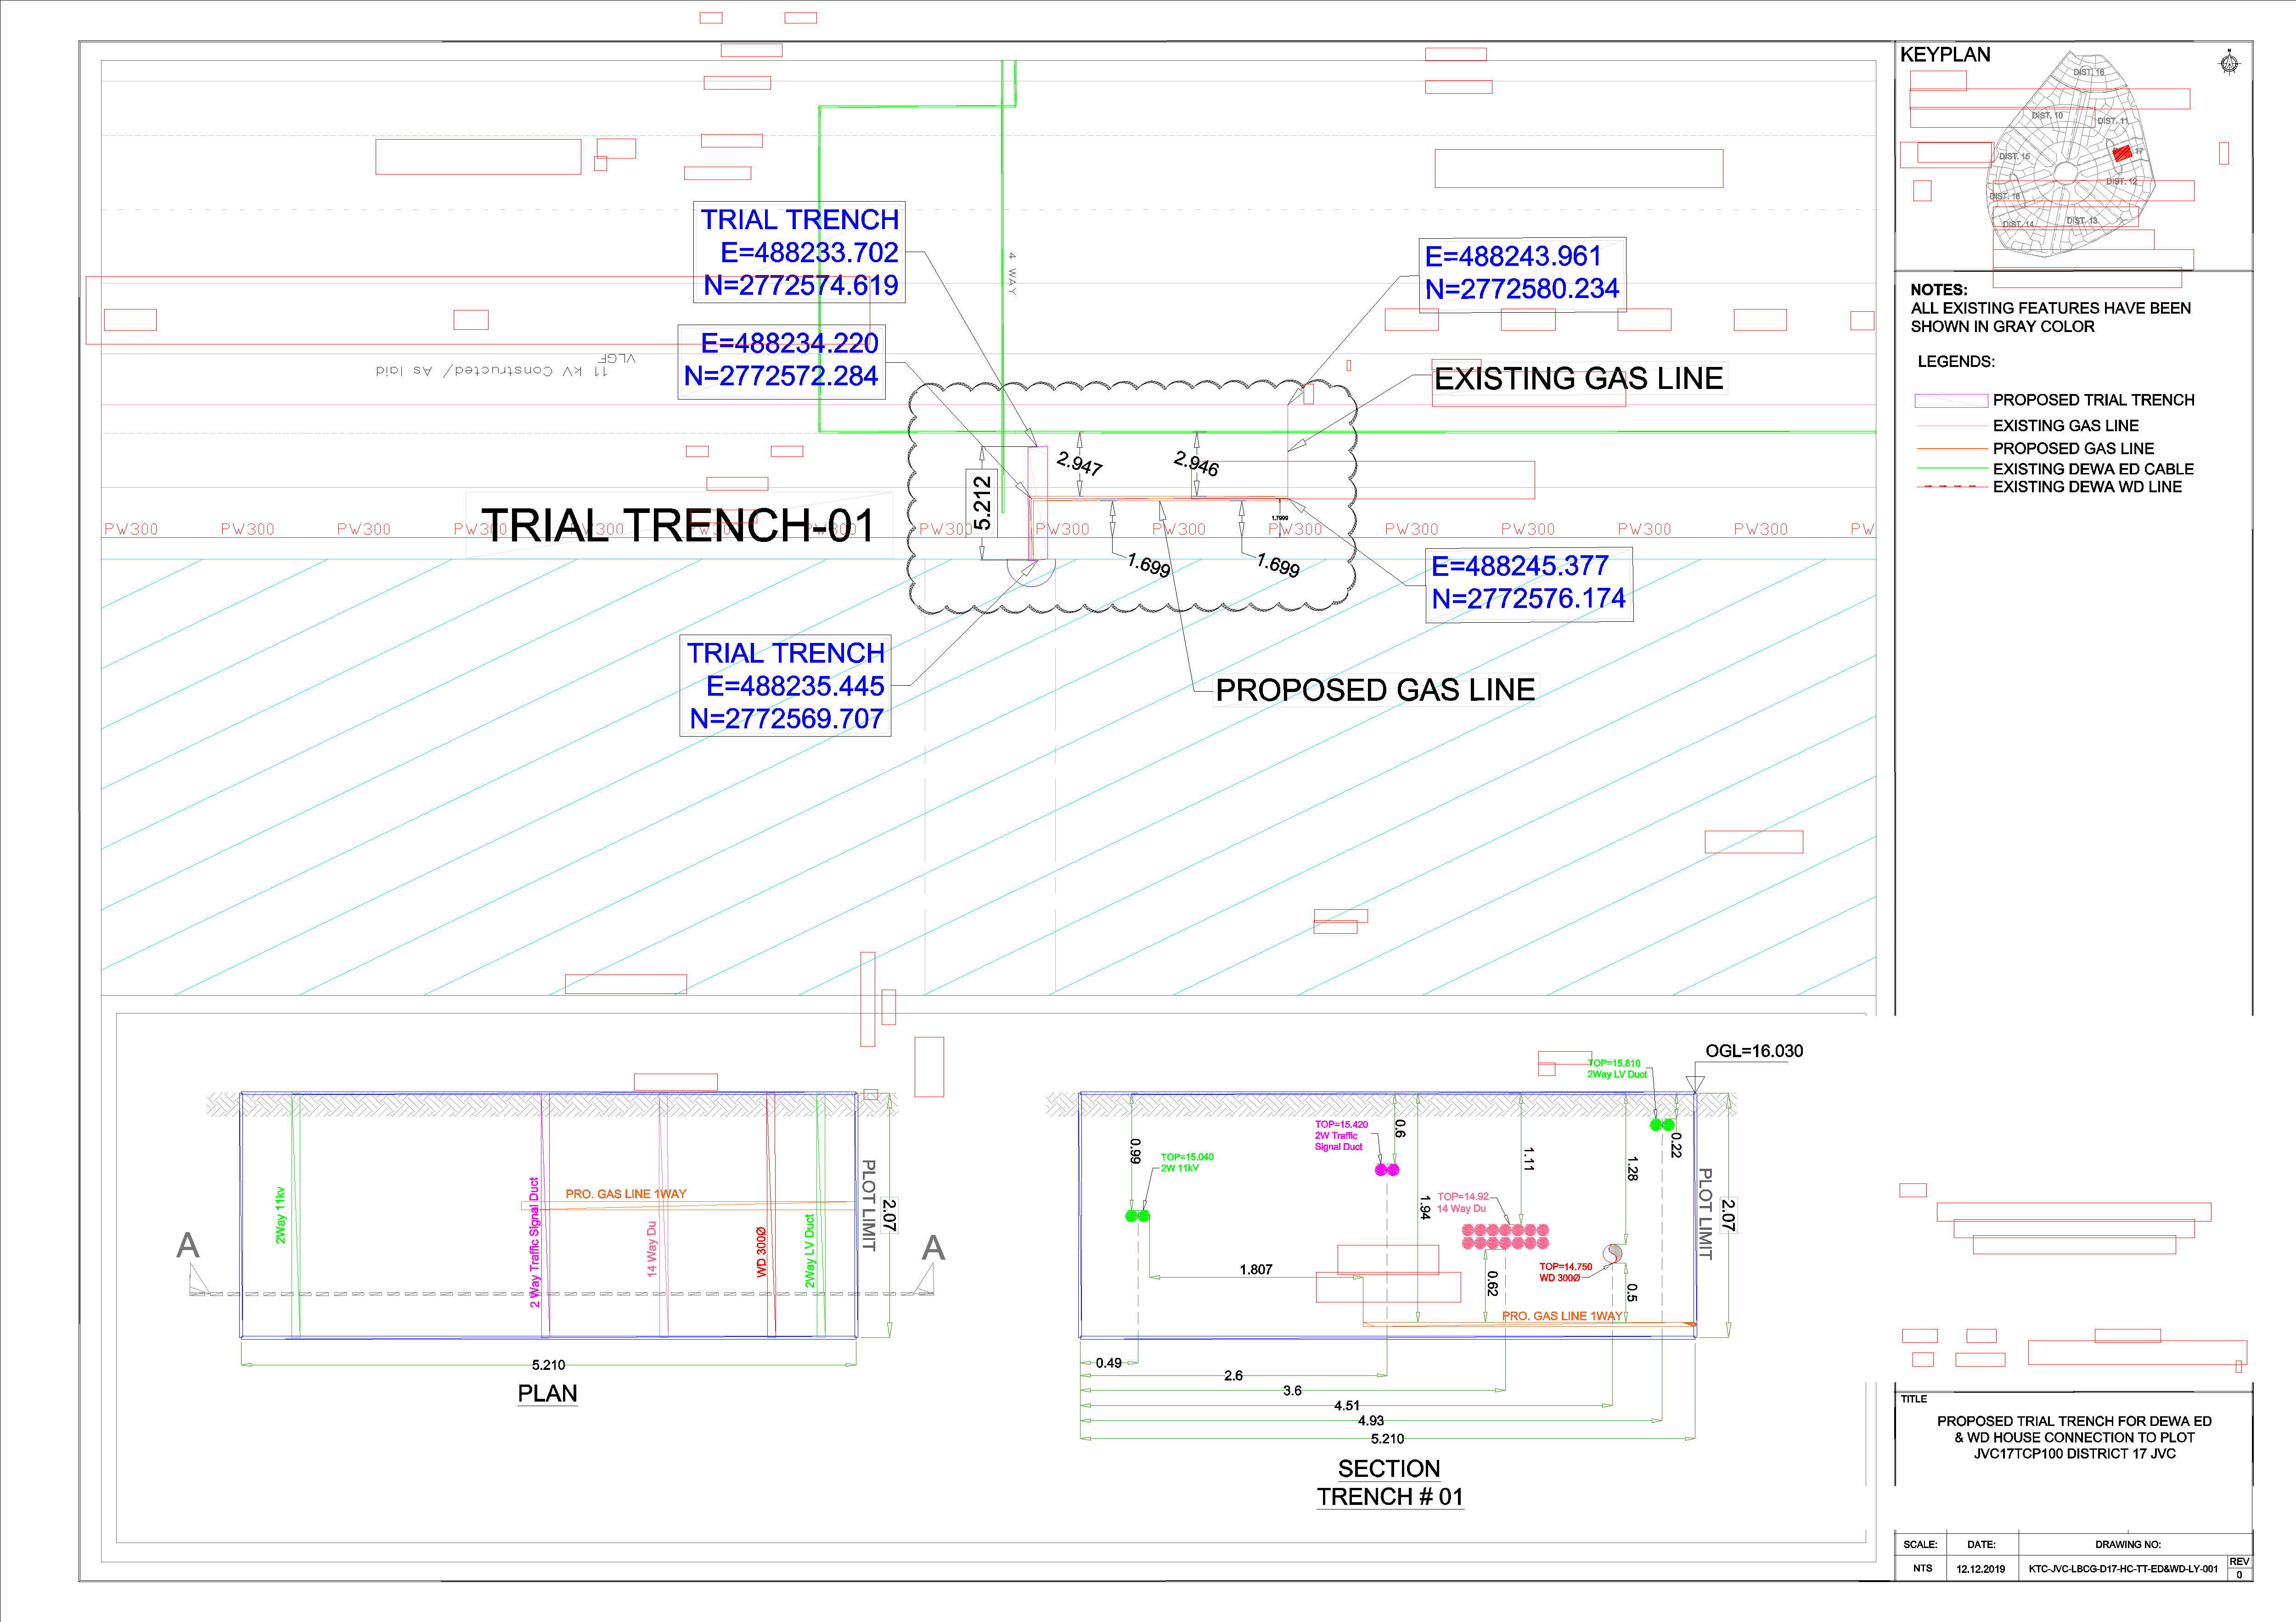 TRIAL TRENCH
E=488233.702
N=2772574.619
E=488234.220
N=2772572.284
4 WAY
E=488243.961
N=2772580.234
EXISTING GAS LINE
11 kV Constructed/ As laid
VLGF
2.947
2.946
5.212
TRIAL TRENCH-01
PW300 PW300 PW300 PW300 PW300 PW300 PW300 PW300 PW300 PW300 PW300 PW300 PW300 PW300 PW300 PW
1.7999
1.699
1.699
E=488245.377
N=2772576.174
TRIAL TRENCH
E=488235.445
N=2772569.707
PROPOSED GAS LINE
2Way 11kv
2 Way Traffic Signal Duct
14 Way Du
WD 300Ø
2Way LV Duct
PRO. GAS LINE 1WAY
PLOT LIMIT
2.07
A
A
5.210
PLAN
OGL=16.030
TOP=15.810
2Way LV Duct
TOP=15.420
2W Traffic
Signal Duct
TOP=15.040
2W 11kV
TOP=14.92
14 Way Du
TOP=14.750
WD 300Ø
0.99
0.6
1.94
1.11
1.28
0.22
0.62
0.5
1.807
PRO. GAS LINE 1WAY
PLOT LIMIT
2.07
0.49
2.6
3.6
4.51
4.93
5.210
SECTION
TRENCH # 01
KEYPLAN
N
DIST. 16
DIST. 10
DIST. 11
DIST. 15
17
DIST. 12
DIST. 18
DIST. 14
DIST. 13
NOTES:
ALL EXISTING FEATURES HAVE BEEN
SHOWN IN GRAY COLOR
LEGENDS:
PROPOSED TRIAL TRENCH
EXISTING GAS LINE
PROPOSED GAS LINE
EXISTING DEWA ED CABLE
EXISTING DEWA WD LINE
TITLE
PROPOSED TRIAL TRENCH FOR DEWA ED
& WD HOUSE CONNECTION TO PLOT
JVC17TCP100 DISTRICT 17 JVC
SCALE: DATE: DRAWING NO:
NTS 12.12.2019 KTC-JVC-LBCG-D17-HC-TT-ED&WD-LY-001
REV
0